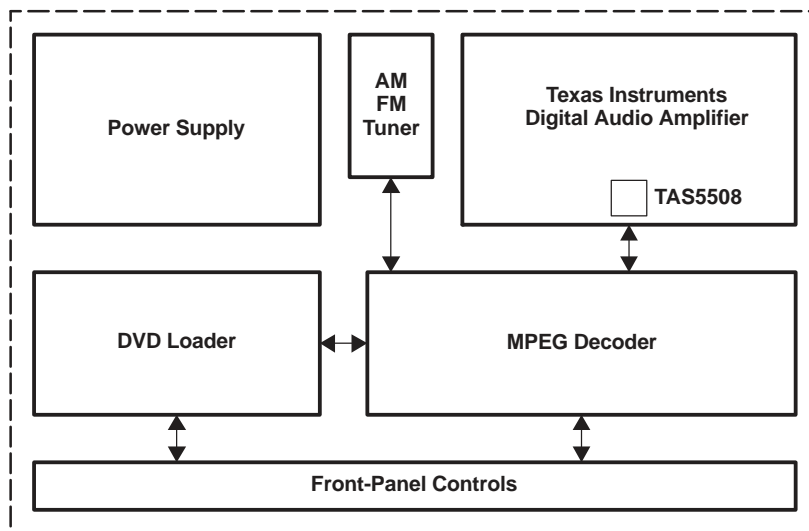 Power Supply
AM
FM
Tuner
Texas Instruments
Digital Audio Amplifier
TAS5508
DVD Loader
MPEG Decoder
Front-Panel Controls